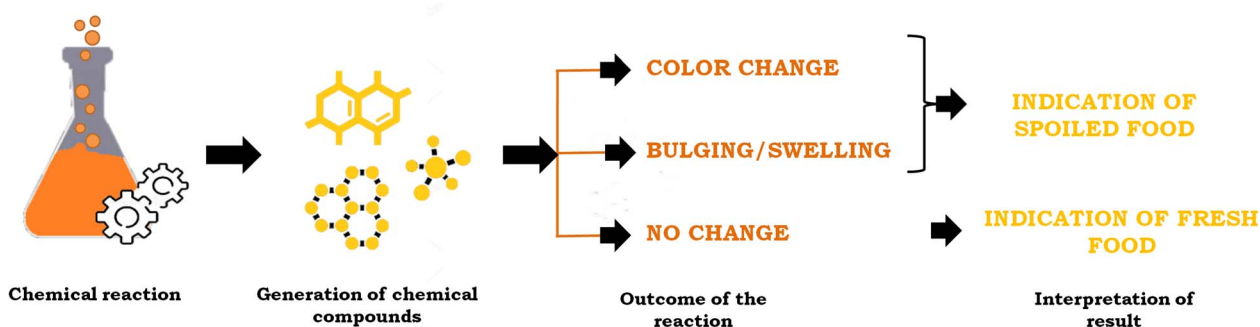 COLOR CHANGE
BULGING/SWELLING
NO CHANGE
INDICATION OF
SPOILED FOOD
INDICATION OF FRESH
FOOD
Chemical reaction
Generation of chemical
compounds
Outcome of the
reaction
Interpretation of
result